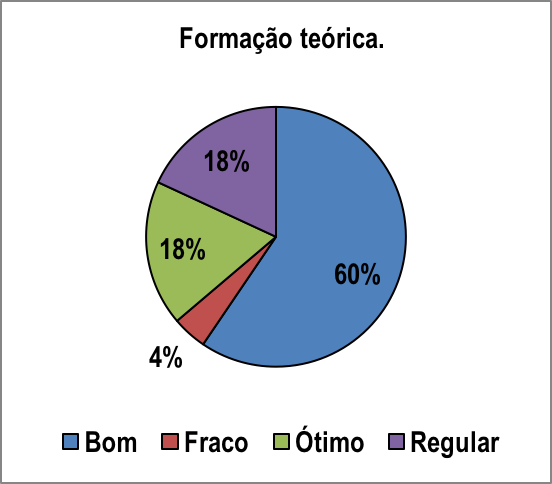 Formação teórica.
18%
18%
60%
4%
Bom Fraco Ótimo Regular